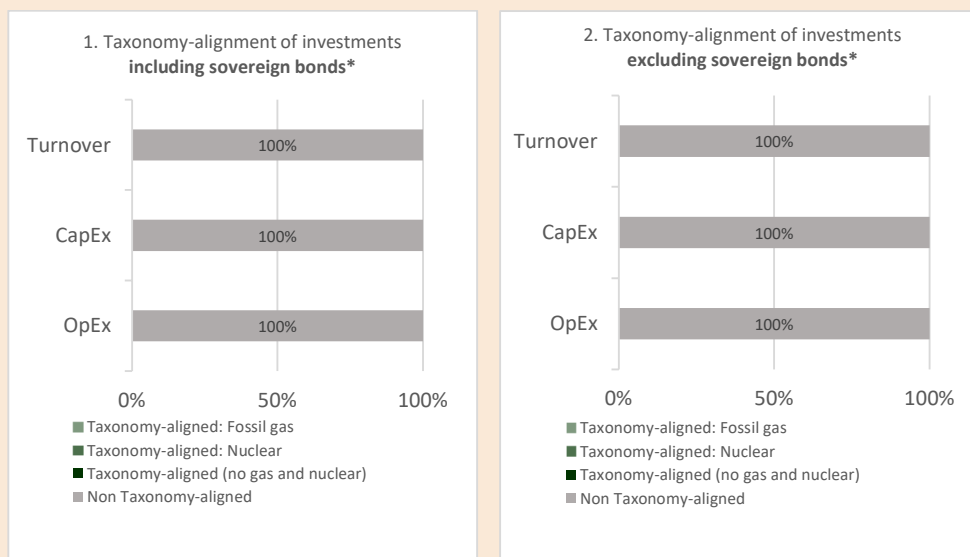 1. Taxonomy-alignment of investments
including sovereign bonds*
Turnover
100%
CapEx
100%
OpEx
100%
0%
50%
100%
Taxonomy-aligned: Fossil gas
Taxonomy-aligned: Nuclear
Taxonomy-aligned (no gas and nuclear)
Non Taxonomy-aligned
2. Taxonomy-alignment of investments
excluding sovereign bonds*
Turnover
100%
CapEx
100%
OpEx
100%
0%
50%
100%
Taxonomy-aligned: Fossil gas
Taxonomy-aligned: Nuclear
Taxonomy-aligned (no gas and nuclear)
Non Taxonomy-aligned